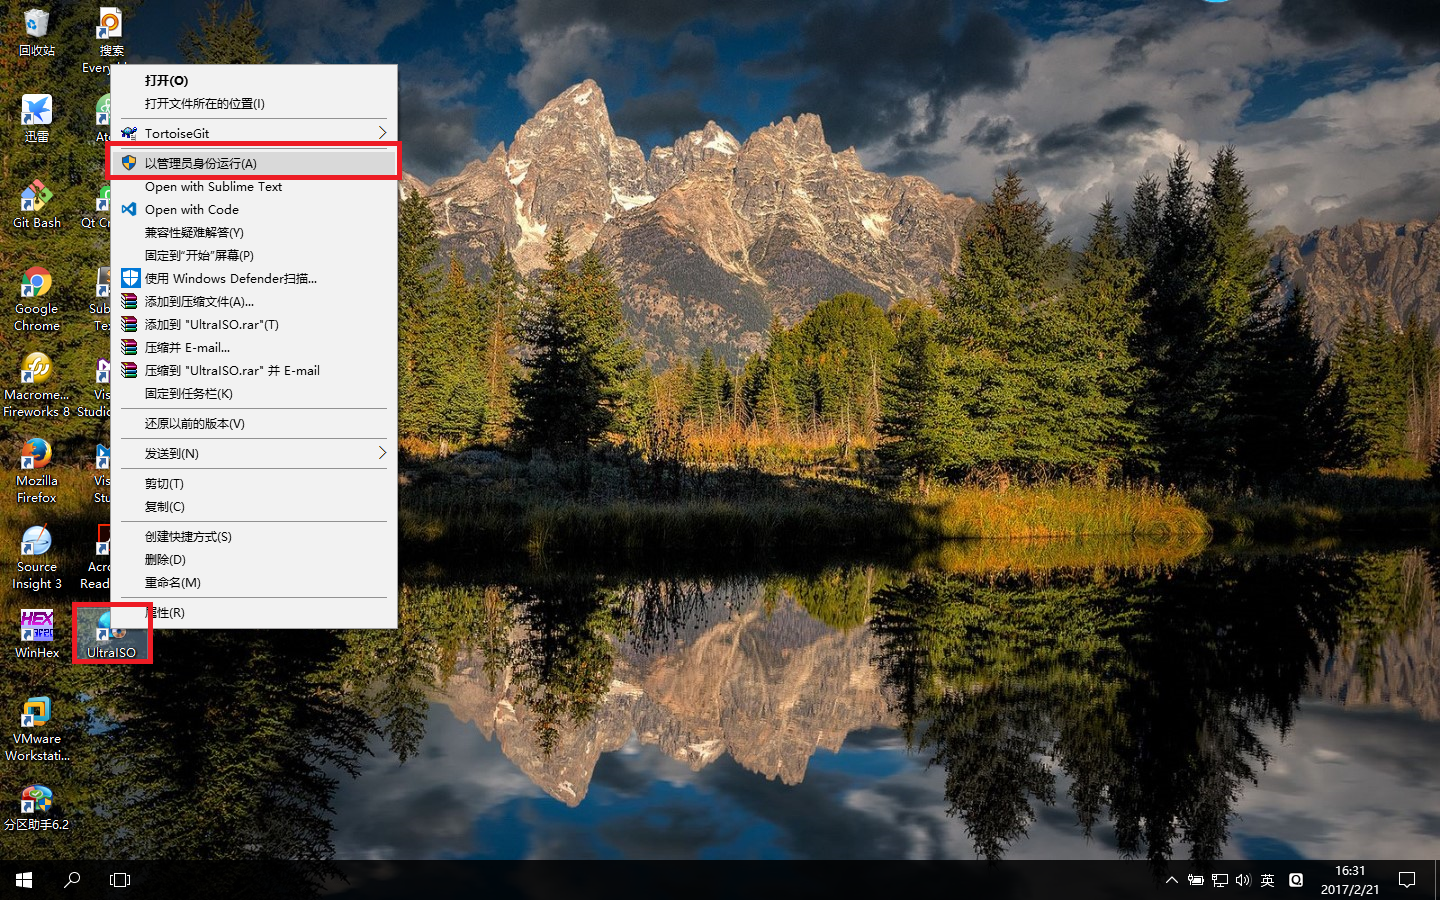 回收站
搜索
Every
迅雷
Git Bash
Qt Cr
Google
Chrome
Sub
Te
Macrome...
Fireworks 8
Vis
Studio
Mozilla
Firefox
Vis
Stu
Source
Insight 3
Acro
Read
WinHex
UltraISO
VMware
Workstati...
分区助手6.2
打开(O)
打开文件所在的位置(I)
TortoiseGit
以管理员身份运行(A)
Open with Sublime Text
Open with Code
兼容性疑难解答(Y)
固定到"开始"屏幕(P)
使用 Windows Defender扫描...
添加到压缩文件(A)...
添加到 "UltraISO.rar"(T)
压缩并 E-mail...
压缩到 "UltraISO.rar" 并 E-mail
固定到任务栏(K)
还原以前的版本(V)
发送到(N)
剪切(T)
复制(C)
创建快捷方式(S)
删除(D)
重命名(M)
属性(R)
英
16:31
2017/2/21